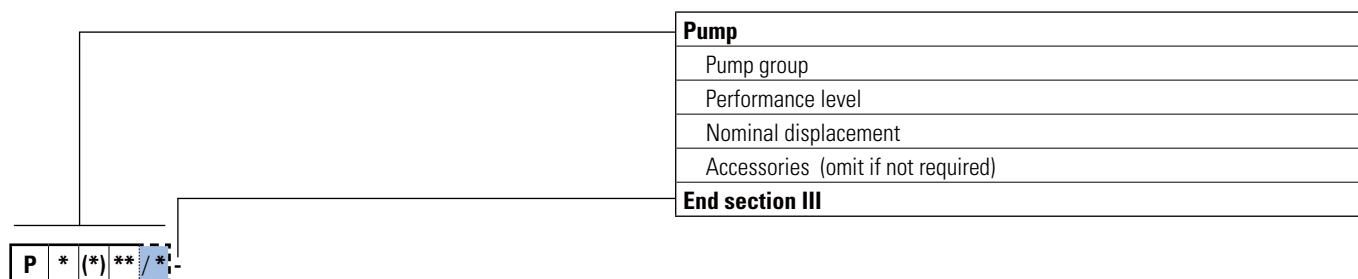 Pump
Pump group
Performance level
Nominal displacement
Accessories (omit if not required)
End section III
P * (*) ** / * -